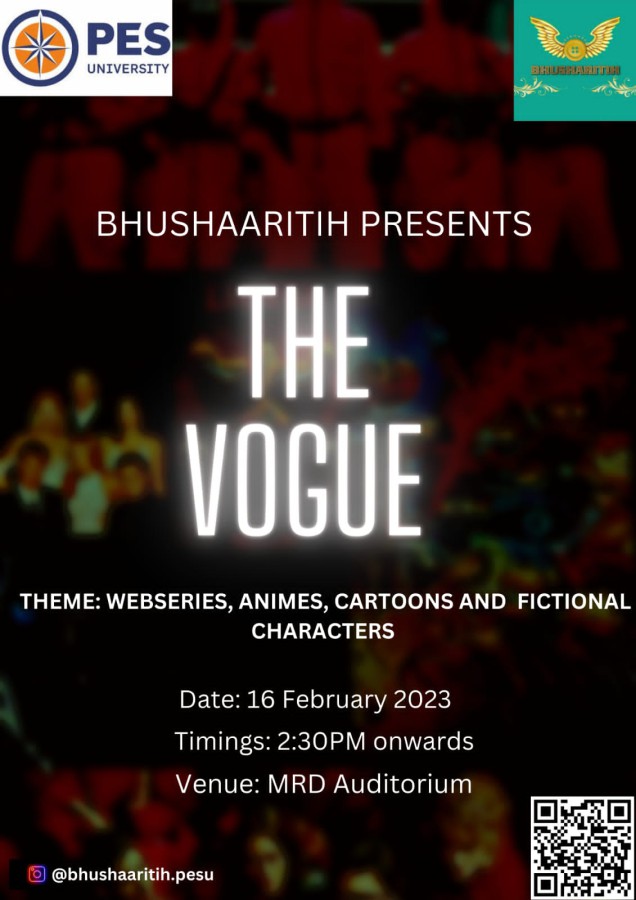 PES
UNIVERSITY
BHUSHAARITIH
BHUSHAARITIH PRESENTS
THE
VOGUE
THEME: WEBSERIES, ANIMES, CARTOONS AND FICTIONAL
CHARACTERS
Date: 16 February 2023
Timings: 2:30PM onwards
Venue: MRD Auditorium
@bhushaaritih.pesu